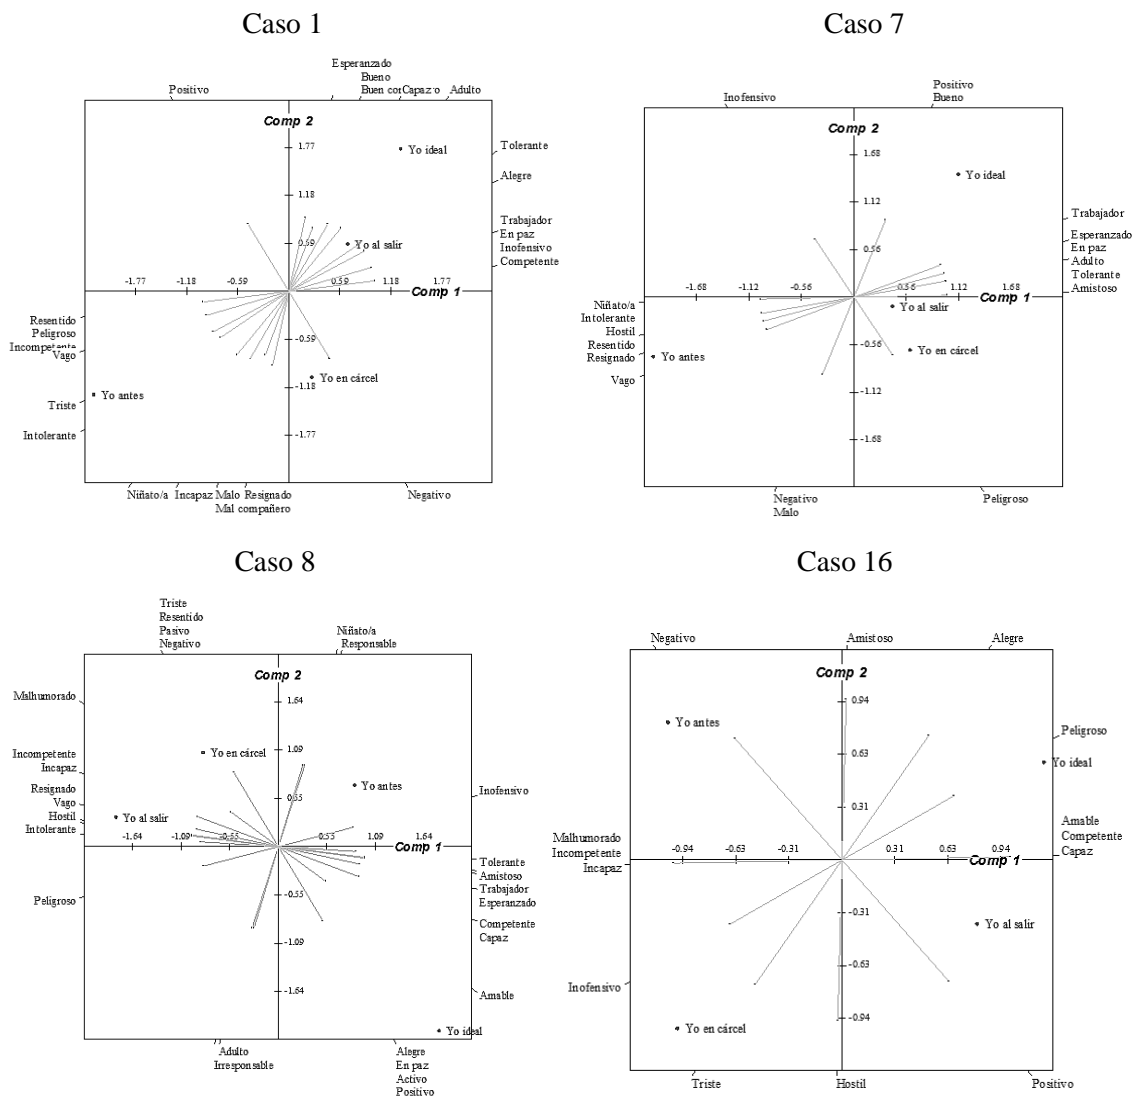 Caso 1
Esperanzado
Bueno
Positivo
Adulto
Comp 2
1.77
Yo ideal
Tolerante
1.18
Alegre
0.59
Yo al salir
Trabajador
En paz
Inofensivo
Competente
-1.77 -1.18 -0.59 0.59 1.18 1.77
Comp 1
Resentido
Peligroso
Incompetente
Vago
-0.59
-1.18
Yo en cárcel
Yo antes
Triste
Intolerante
-1.77
Niñato/a Incapaz Malo Resignado
Mal compañero
Negativo
Caso 7
Positivo
Inofensivo
Bueno
Comp 2
1.68
Yo ideal
1.12
Trabajador
0.56
Esperanzado
En paz
Adulto
Tolerante
Amistoso
-1.68 -1.12 -0.56 0.56 1.12 1.68
Comp 1
Niñato/a
Intolerante
Hostil
Resentido
Resignado
Yo al salir
-0.56
Yo en cárcel
Yo antes
Vago
-1.12
-1.68
Negativo
Malo
Peligroso
Caso 8
Triste
Resentido
Pasivo
Negativo
Niñato/a
Responsable
Comp 2
Malhumorado
1.64
Incompetente
Incapaz
Yo en cárcel
1.09
Yo antes
Resignado
Vago
Hostil
Intolerante
0.55
Inofensivo
Yo al salir
-1.64 -1.09 -0.55 0.55 1.09 1.64
Comp 1
Tolerante
Amistoso
Trabajador
Esperanzado
Peligroso
-0.55
Competente
Capaz
-1.09
-1.64
Amable
Yo ideal
Adulto
Irresponsable
Alegre
En paz
Activo
Positivo
Caso 16
Negativo
Amistoso
Alegre
Comp 2
0.94
Yo antes
Peligroso
0.63
Yo ideal
0.31
Amable
Competente
Capaz
Malhumorado
Incompetente
Incapaz
-0.94 -0.63 -0.31 0.31 0.63 0.94
Comp 1
-0.31
Yo al salir
-0.63
Inofensivo
-0.94
Yo en cárcel
Triste
Hostil
Positivo